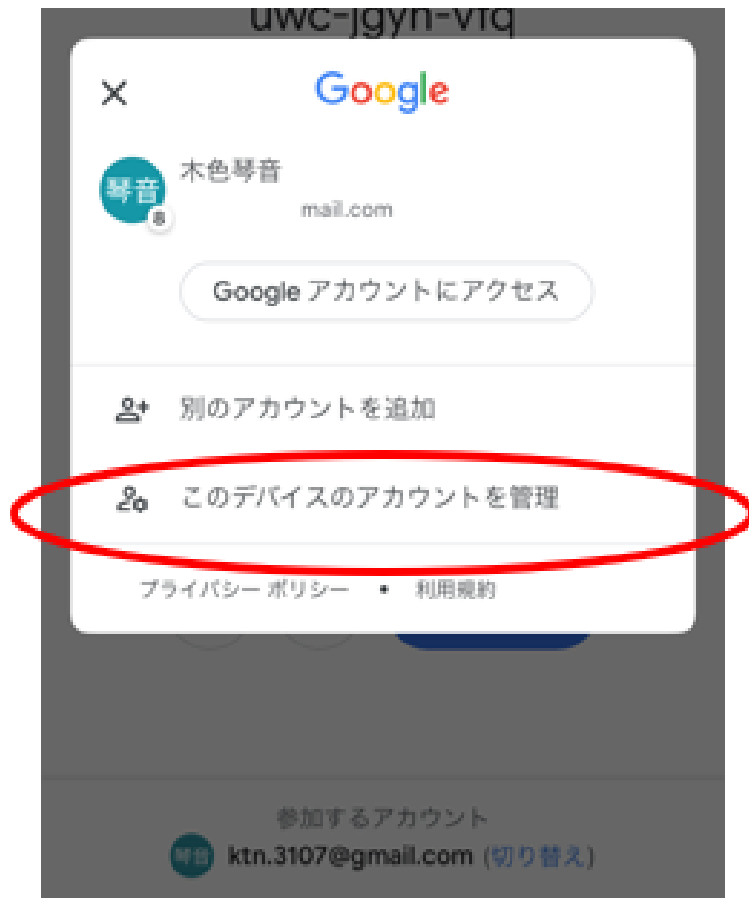 uwc-jgyh-vfq
Google
琴音
木色琴音
mail.com
Google アカウントにアクセス
別のアカウントを追加
このデバイスのアカウントを管理
プライバシー ポリシー • 利用規約
参加するアカウント
琴音 ktn.3107@gmail.com (切り替え)